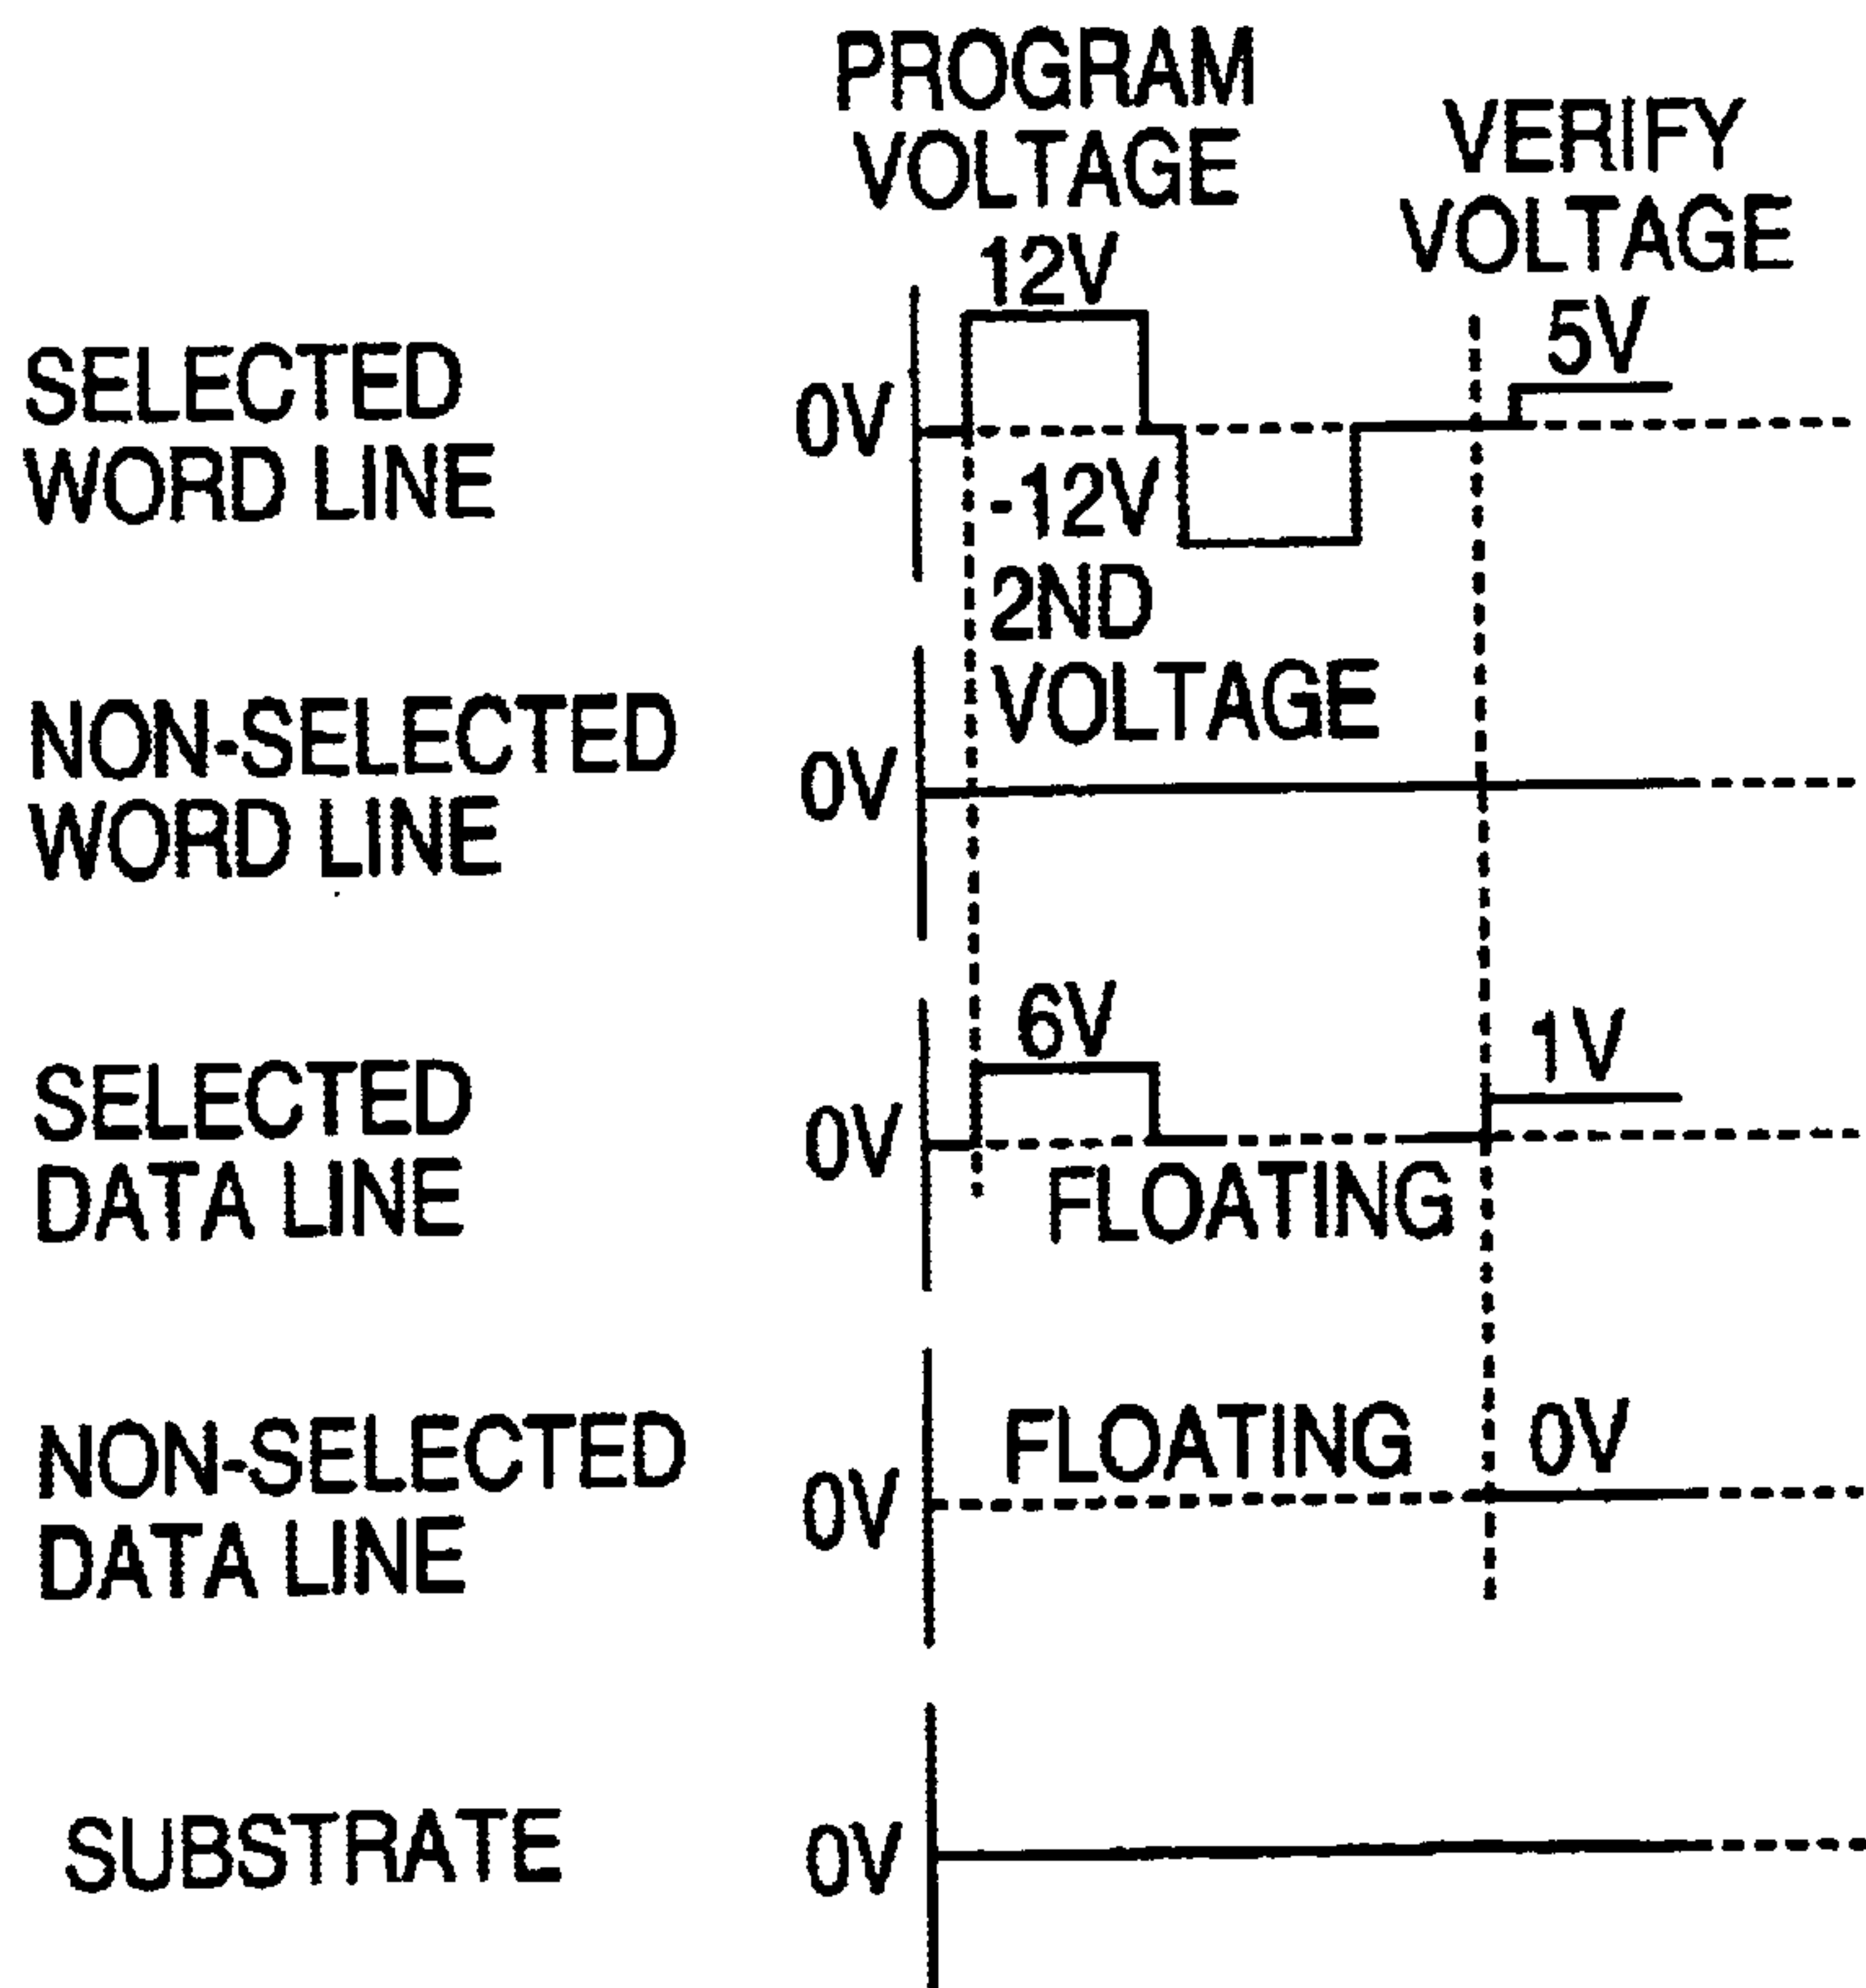 PROGRAM
VOLTAGE
12V
VERIFY
VOLTAGE
5V
SELECTED
WORD LINE
0V
-12V
2ND
VOLTAGE
NON-SELECTED
WORD LINE
0V
SELECTED
DATA LINE
0V
6V
1V
FLOATING
NON-SELECTED
DATA LINE
0V
FLOATING
0V
SUBSTRATE
0V